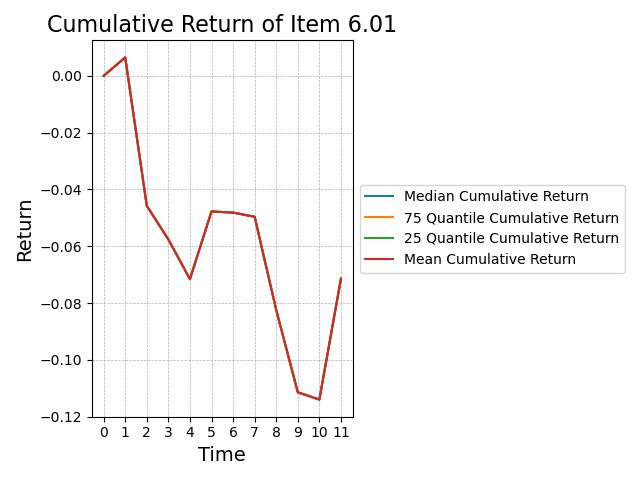 Cumulative Return of Item 6.01
0.00
−0.02
−0.04
−0.06
−0.08
−0.10
−0.12
Return
0 1 2 3 4 5 6 7 8 9 10 11
Time
Median Cumulative Return
75 Quantile Cumulative Return
25 Quantile Cumulative Return
Mean Cumulative Return